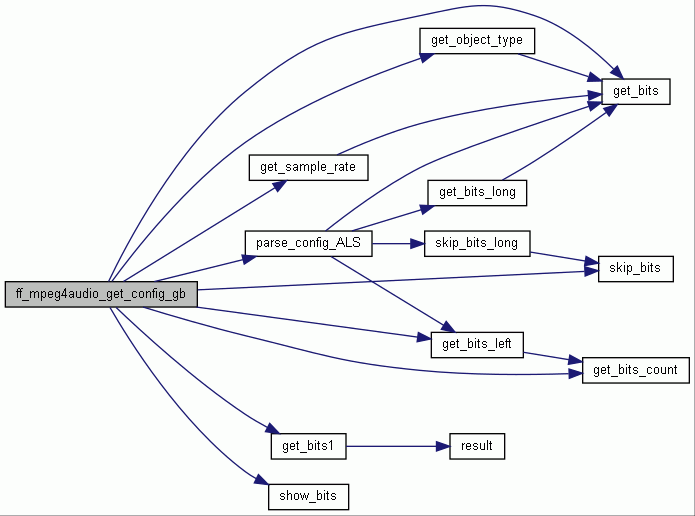 get_object_type
get_bits
get_sample_rate
get_bits_long
parse_config_ALS
skip_bits_long
skip_bits
ff_mpeg4audio_get_config_gb
get_bits_left
get_bits_count
get_bits1
result
show_bits